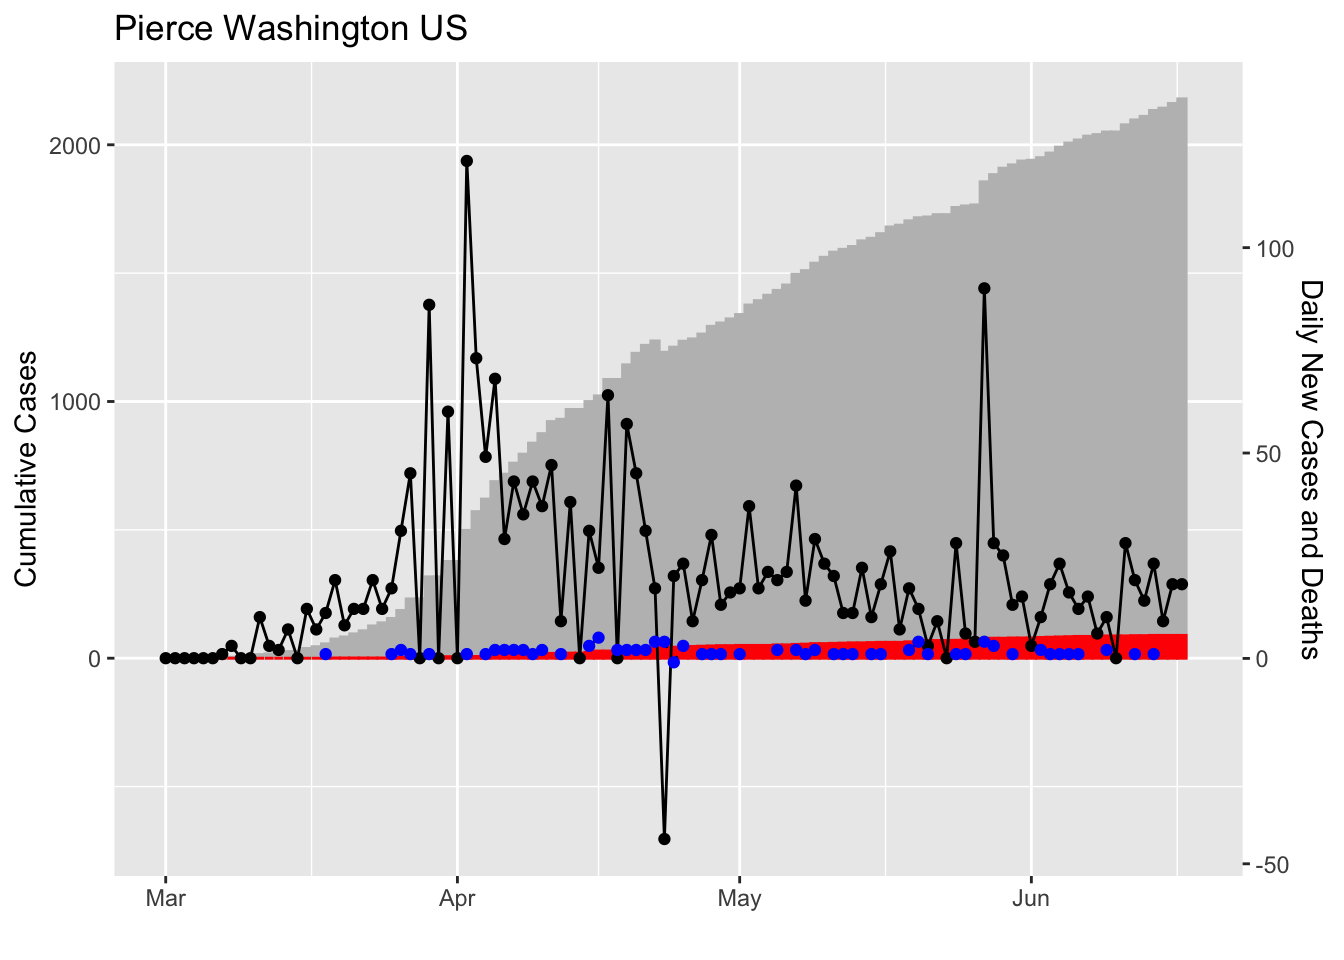 Pierce Washington US
Cumulative Cases
2000
1000
0
100
50
0
-50
Daily New Cases and Deaths
Mar
Apr
May
Jun